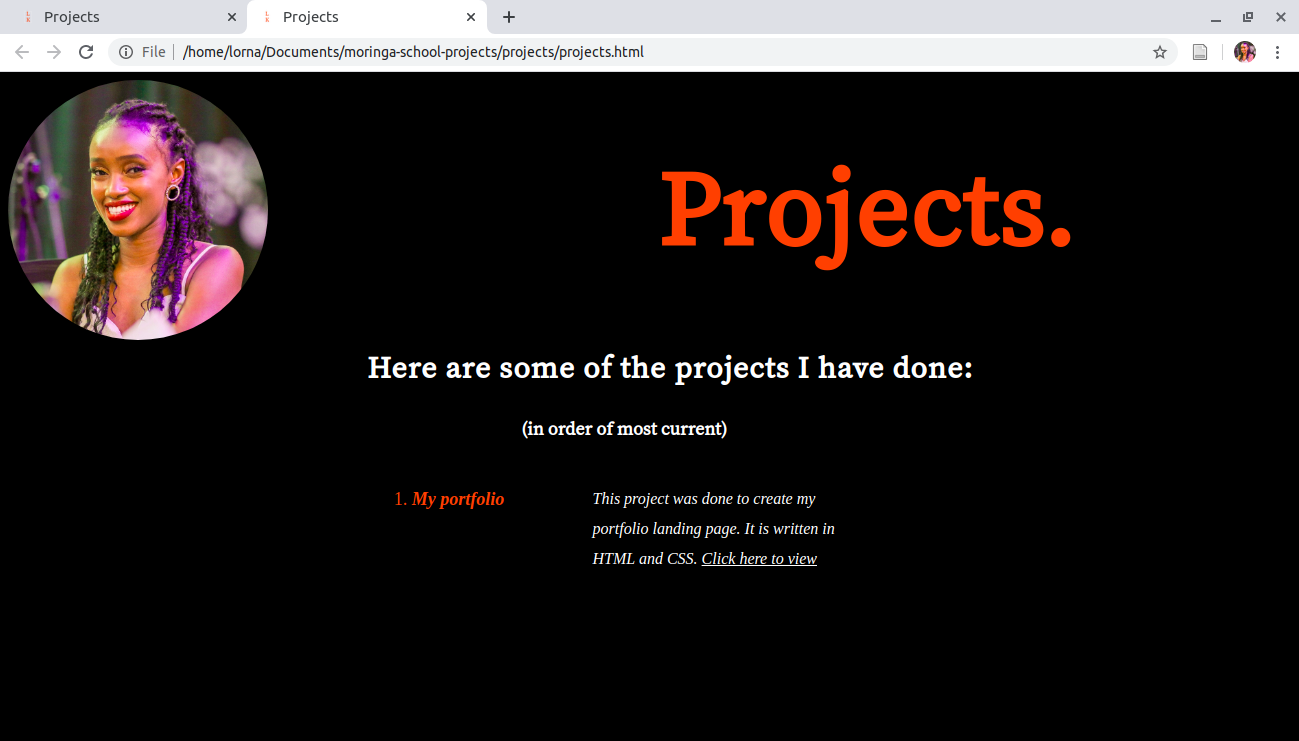 Projects
Projects
File /home/lorna/Documents/moringa-school-projects/projects/projects.html
Projects.
Here are some of the projects I have done:
(in order of most current)
1. My portfolio
This project was done to create my
portfolio landing page. It is written in
HTML and CSS. Click here to view